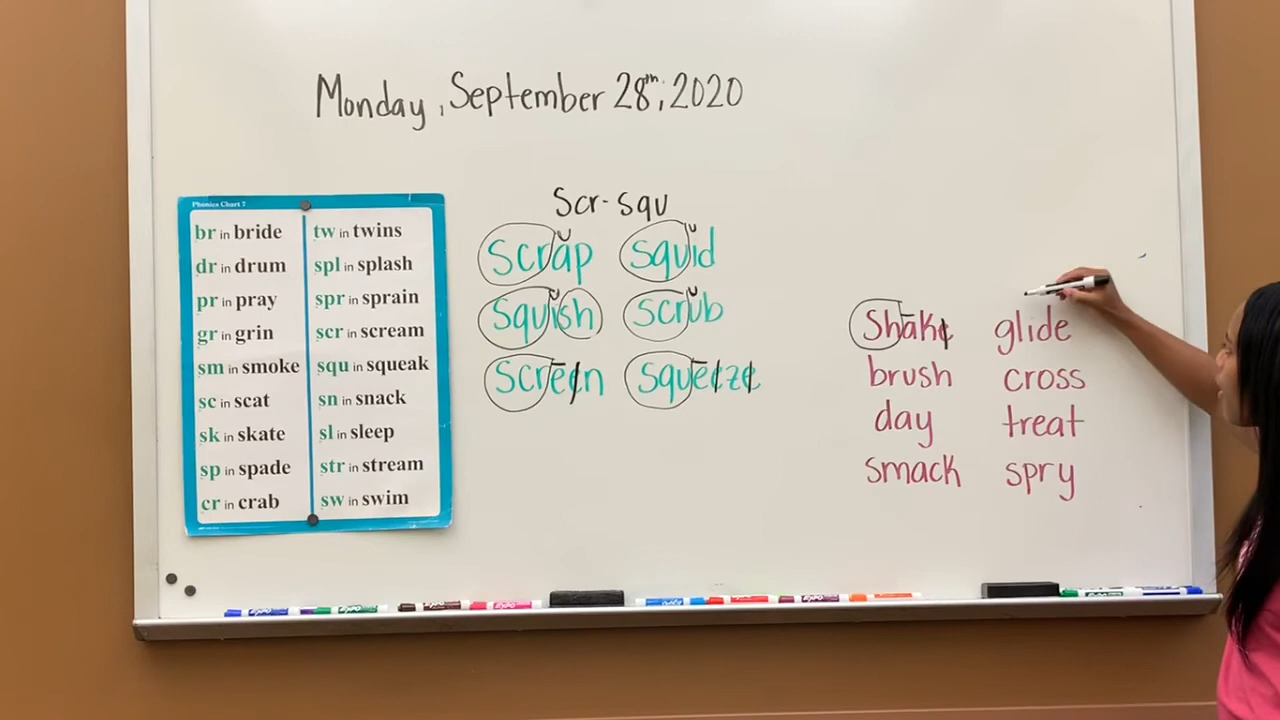 Monday, September 28th, 2020
Phonics Chart 7
br in bride
dr in drum
pr in pray
gr in grin
sm in smoke
sc in scat
sk in skate
sp in spade
cr in crab
tw in twins
spl in splash
spr in sprain
scr in scream
squ in squeak
sn in snack
sl in sleep
str in stream
sw in swim
Scr-squ
scrap squid
squish scrub
screen squeeze
Shake glide
brush cross
day treat
smack spry